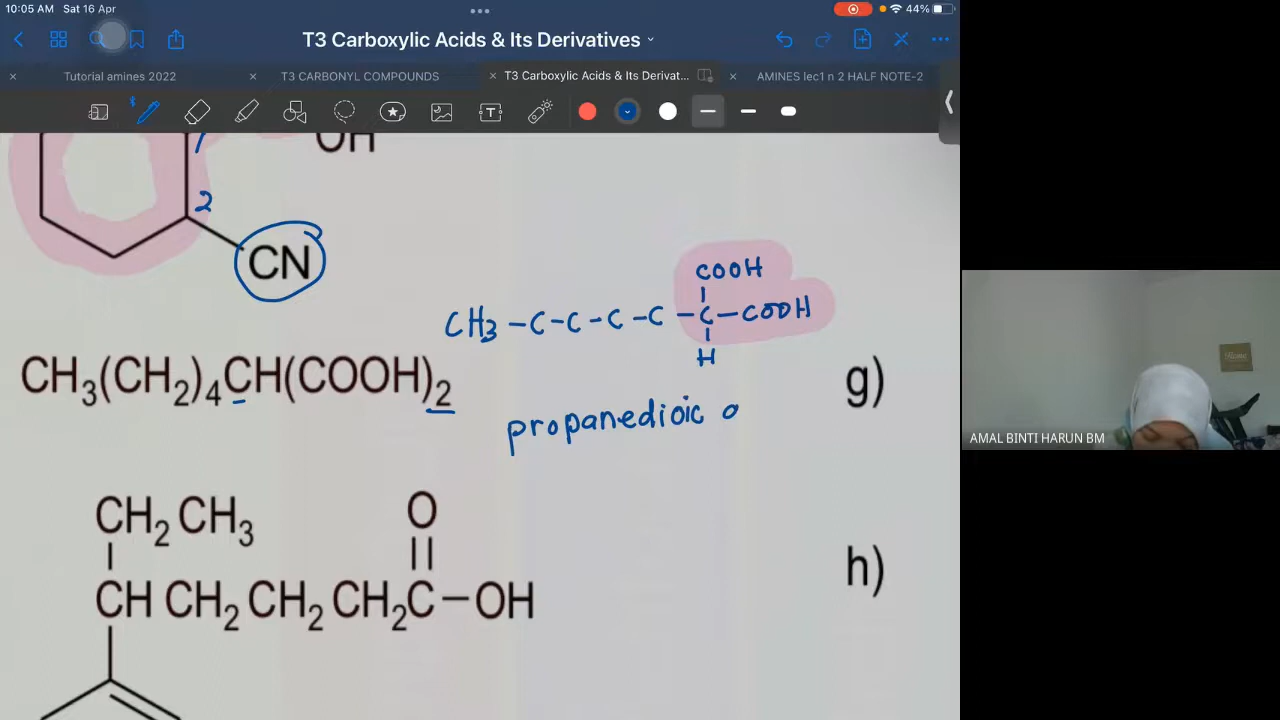 10:05 AM Sat 16 Apr
44%
T3 Carboxylic Acids & Its Derivatives
Tutorial amines 2022
T3 CARBONYL COMPOUNDS
T3 Carboxylic Acids & Its Derivat...
AMINES lec1 n 2 HALF NOTE-2
T
1
OH
2
CN
COOH
CH3 - C - C - C - C - C - COOH
H
CH3(CH2)4CH(COOH)2
g)
propanedioic a
CH2CH3
O
CHCH2CH2CH2C-OH
h)
AMAL BINTI HARUN BM